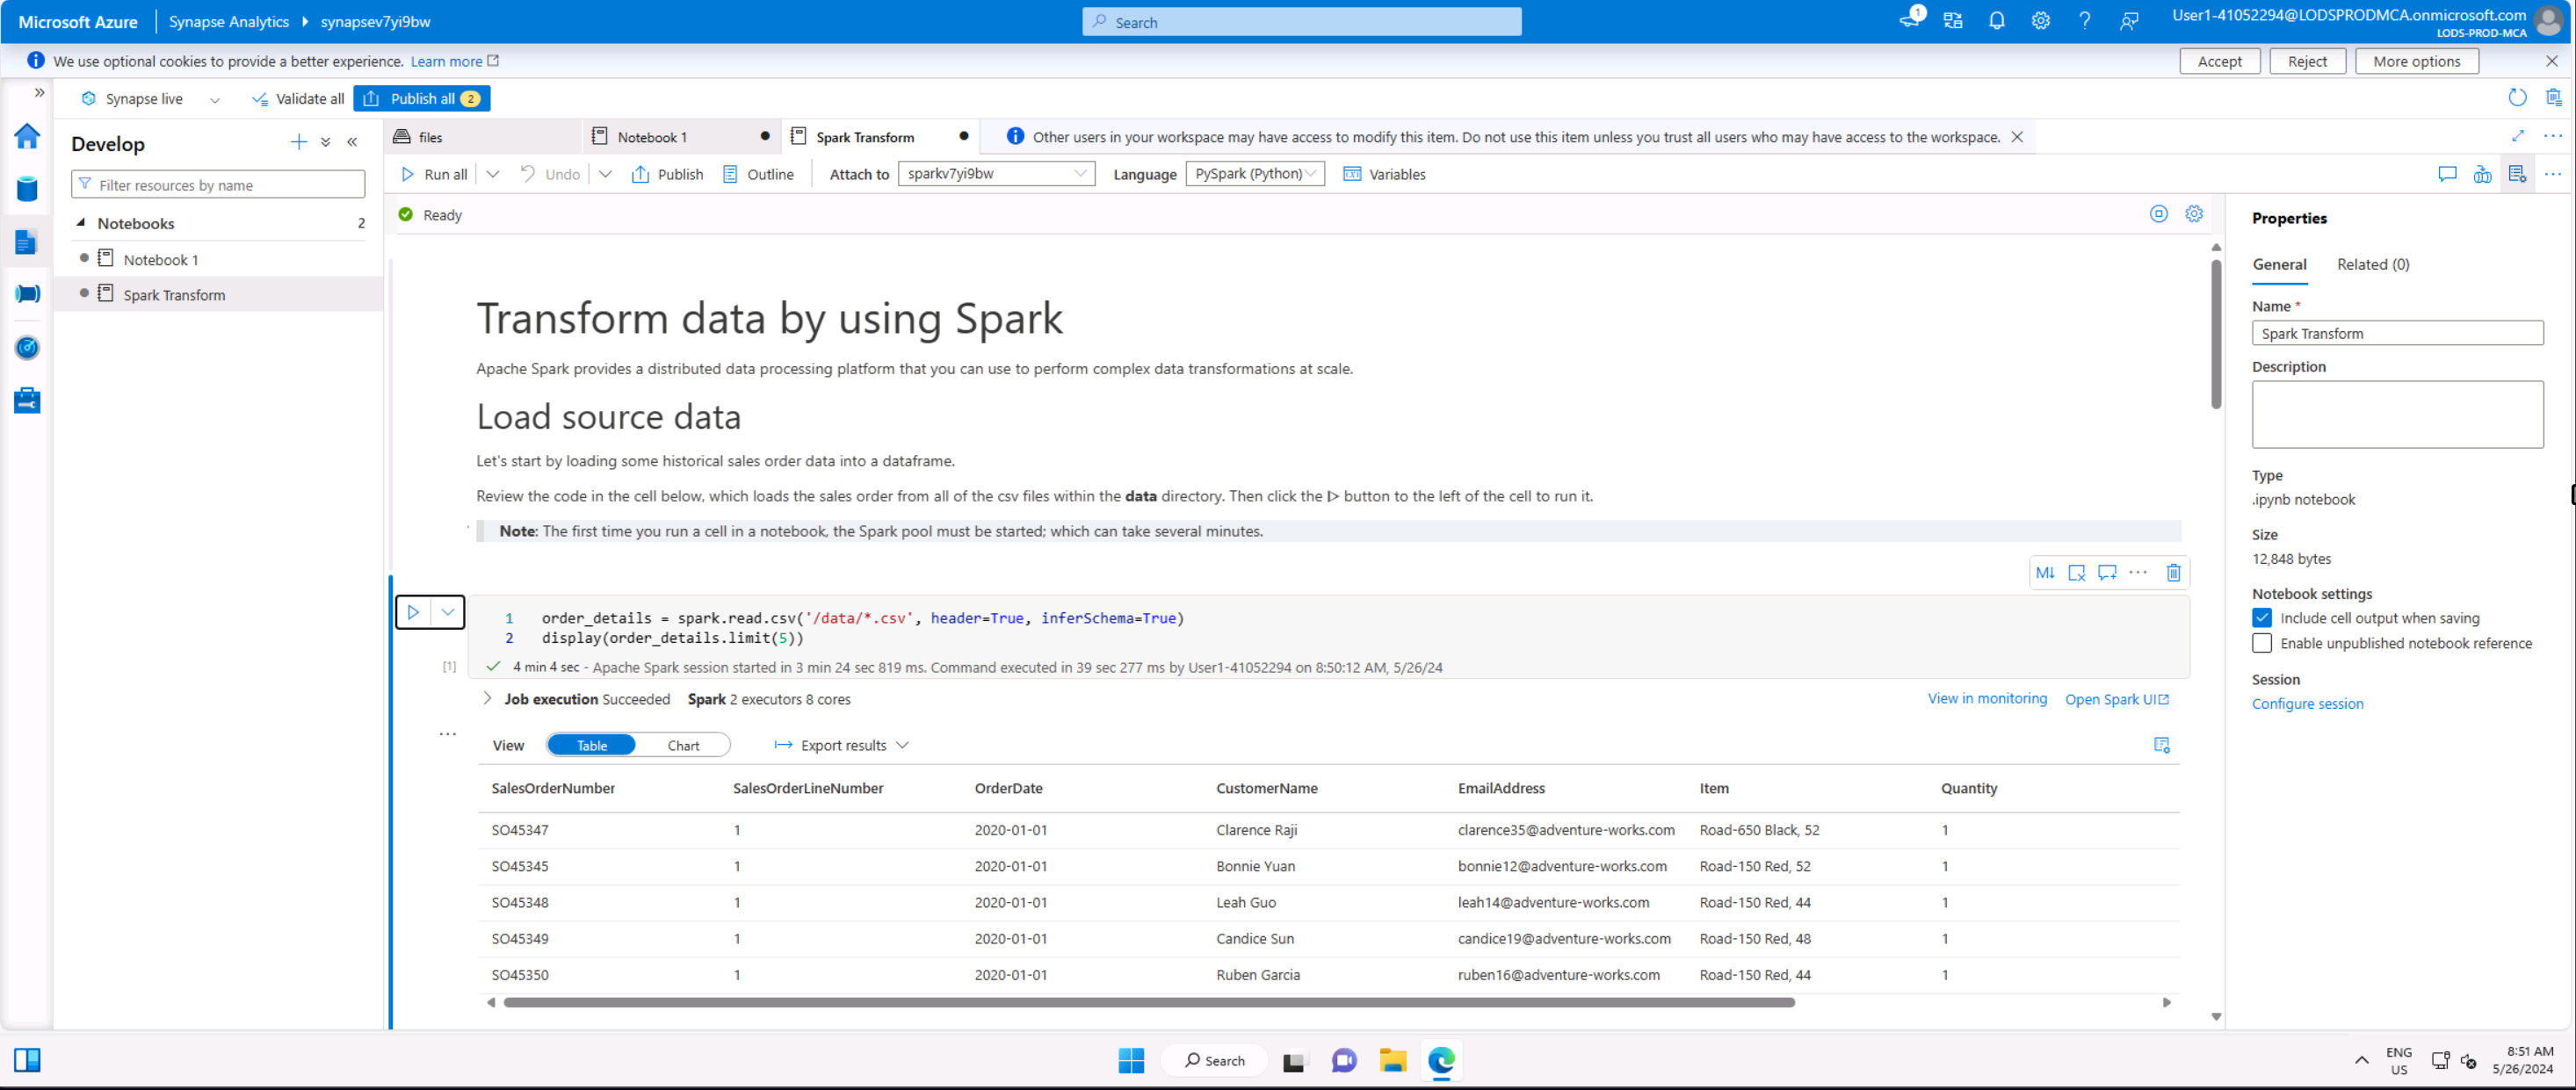 Microsoft Azure Synapse Analytics synapsev7yi9bw
Search
1
User1-41052294@LODSPRODMCA.onmicrosoft.com
LODS-PROD-MCA
We use optional cookies to provide a better experience. Learn more
Accept Reject More options
Synapse live Validate all Publish all 2
Develop
Filter resources by name
Notebooks 2
Notebook 1
Spark Transform
files Notebook 1 Spark Transform
Other users in your workspace may have access to modify this item. Do not use this item unless you trust all users who may have access to the workspace.
Run all Undo Publish Outline Attach to sparkv7yi9bw Language PySpark (Python) Variables
Ready
Transform data by using Spark
Apache Spark provides a distributed data processing platform that you can use to perform complex data transformations at scale.
Load source data
Let's start by loading some historical sales order data into a dataframe.
Review the code in the cell below, which loads the sales order from all of the csv files within the data directory. Then click the ▷ button to the left of the cell to run it.
Note: The first time you run a cell in a notebook, the Spark pool must be started; which can take several minutes.
M↓
1 order_details = spark.read.csv('/data/*.csv', header=True, inferSchema=True)
2 display(order_details.limit(5))
[1] 4 min 4 sec - Apache Spark session started in 3 min 24 sec 819 ms. Command executed in 39 sec 277 ms by User1-41052294 on 8:50:12 AM, 5/26/24
Job execution Succeeded Spark 2 executors 8 cores View in monitoring Open Spark UI
View Table Chart Export results
SalesOrderNumber SalesOrderLineNumber OrderDate CustomerName EmailAddress Item Quantity
SO45347 1 2020-01-01 Clarence Raji clarence35@adventure-works.com Road-650 Black, 52 1
SO45345 1 2020-01-01 Bonnie Yuan bonnie12@adventure-works.com Road-150 Red, 52 1
SO45348 1 2020-01-01 Leah Guo leah14@adventure-works.com Road-150 Red, 44 1
SO45349 1 2020-01-01 Candice Sun candice19@adventure-works.com Road-150 Red, 48 1
SO45350 1 2020-01-01 Ruben Garcia ruben16@adventure-works.com Road-150 Red, 44 1
Properties
General Related (0)
Name *
Spark Transform
Description
Type
.ipynb notebook
Size
12,848 bytes
Notebook settings
Include cell output when saving
Enable unpublished notebook reference
Session
Configure session
Search
ENG
US
8:51 AM
5/26/2024